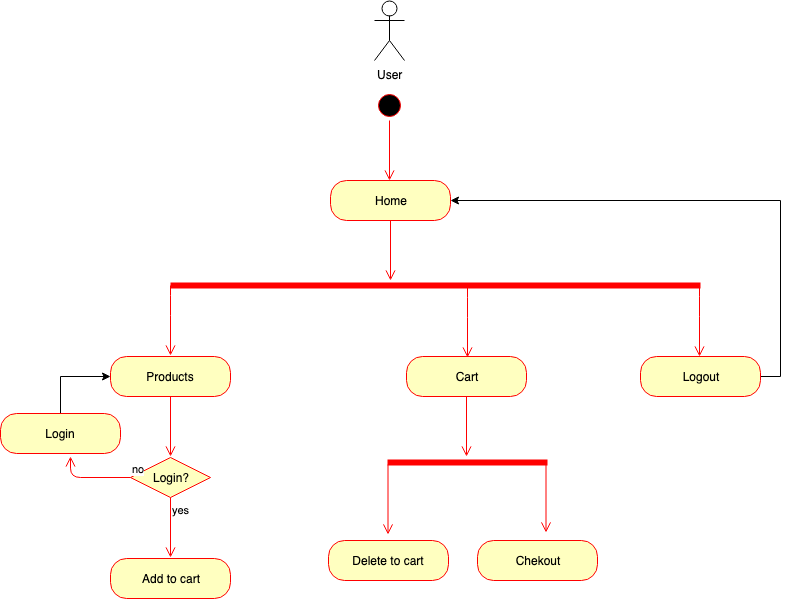 User
Home
Products
Cart
Logout
Login
no
Login?
yes
Delete to cart
Chekout
Add to cart